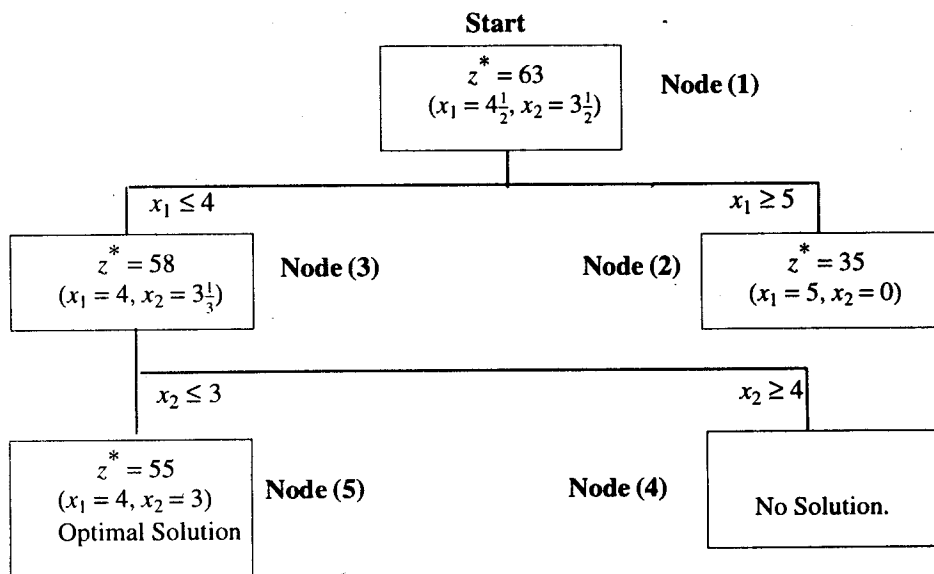 Start
z* = 63
(x₁ = 4½, x₂ = 3½)
Node (1)
x₁ ≤ 4
x₁ ≥ 5
z* = 58
(x₁ = 4, x₂ = 3⅓)
Node (3)
Node (2)
z* = 35
(x₁ = 5, x₂ = 0)
x₂ ≤ 3
x₂ ≥ 4
z* = 55
(x₁ = 4, x₂ = 3)
Optimal Solution
Node (5)
Node (4)
No Solution.